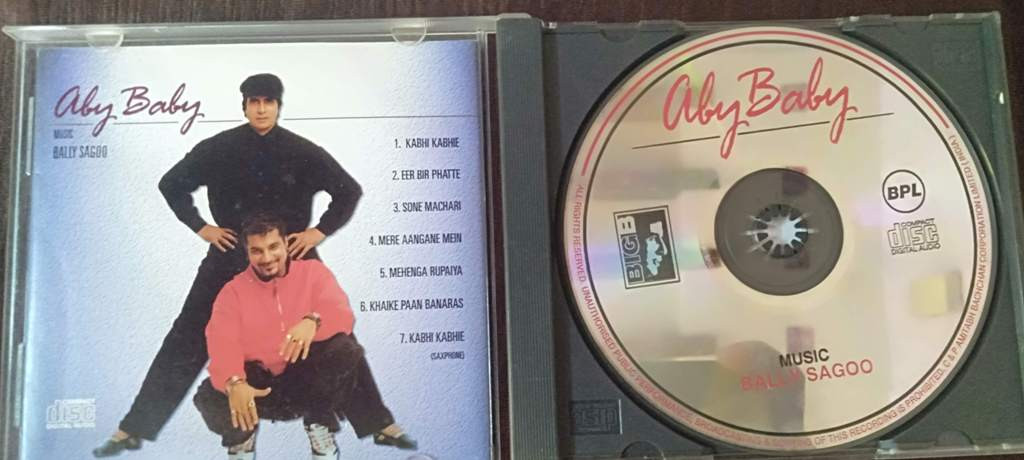 Aby Baby
MUSIC
BALLY SAGOO
1. KABHI KABHIE
2. EER BIR PHATTE
3. SONE MACHARI
4. MERE AANGANE MEIN
5. MEHENGA RUPAIYA
6. KHAIKE PAAN BANARAS
7. KABHI KABHIE
(SAXPHONE)
COMPACT
disc
DIGITAL AUDIO
Aby Baby
BIG B
BPL
COMPACT
disc
DIGITAL AUDIO
MUSIC
BALLY SAGOO
ALL RIGHTS RESERVED. UNAUTHORISED PUBLIC PERFORMANCE, BROADCASTING & COPYING OF THIS RECORDING IS PROHIBITED. C & P AMITABH BACHCHAN CORPORATION LIMITED (INDIA)
disc